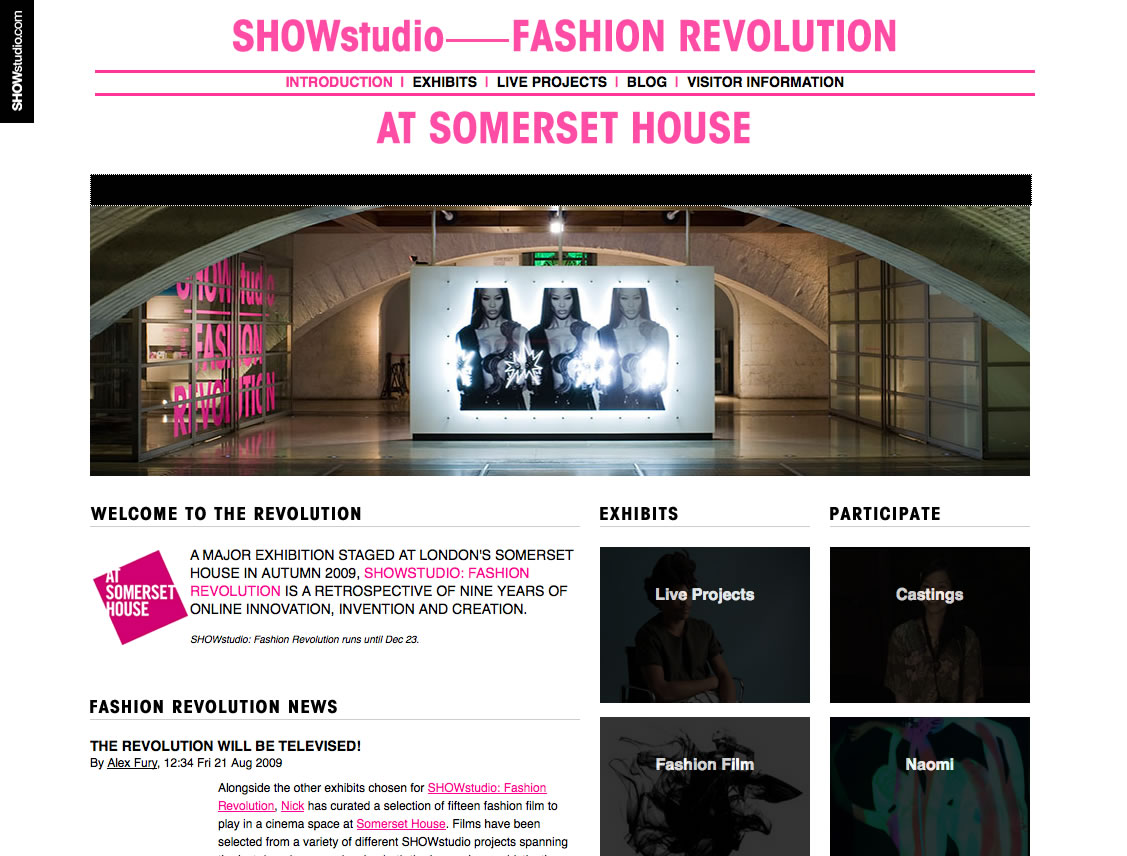 SHOWstudio.com
SHOWstudio——FASHION REVOLUTION
INTRODUCTION | EXHIBITS | LIVE PROJECTS | BLOG | VISITOR INFORMATION
AT SOMERSET HOUSE
SHOWstudio
FASHION
REVOLUTION
WELCOME TO THE REVOLUTION
AT
SOMERSET
HOUSE
A MAJOR EXHIBITION STAGED AT LONDON'S SOMERSET
HOUSE IN AUTUMN 2009, SHOWSTUDIO: FASHION
REVOLUTION IS A RETROSPECTIVE OF NINE YEARS OF
ONLINE INNOVATION, INVENTION AND CREATION.
SHOWstudio: Fashion Revolution runs until Dec 23.
FASHION REVOLUTION NEWS
THE REVOLUTION WILL BE TELEVISED!
By Alex Fury, 12:34 Fri 21 Aug 2009
Alongside the other exhibits chosen for SHOWstudio: Fashion
Revolution, Nick has curated a selection of fifteen fashion film to
play in a cinema space at Somerset House. Films have been
selected from a variety of different SHOWstudio projects spanning
EXHIBITS
Live Projects
Fashion Film
PARTICIPATE
Castings
Naomi